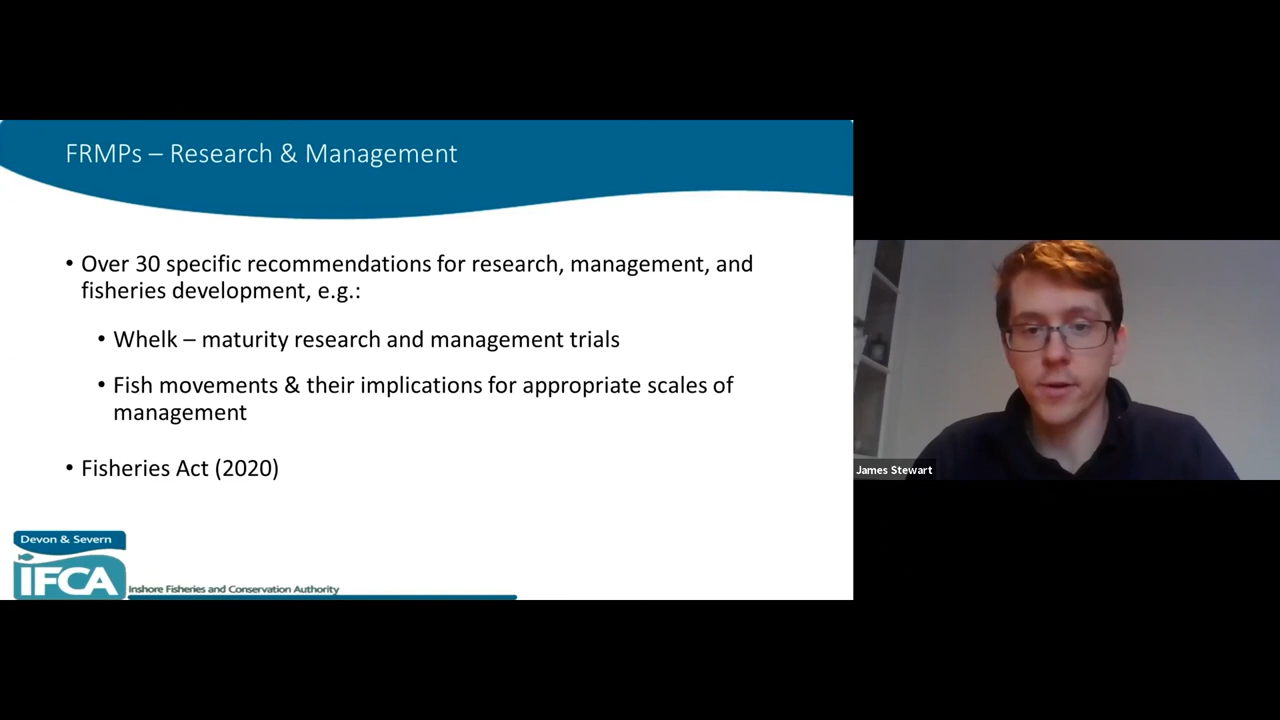 FRMPs – Research & Management
• Over 30 specific recommendations for research, management, and
fisheries development, e.g.:
• Whelk – maturity research and management trials
• Fish movements & their implications for appropriate scales of
management
• Fisheries Act (2020)
Devon & Severn
IFCA
Inshore Fisheries and Conservation Authority
James Stewart